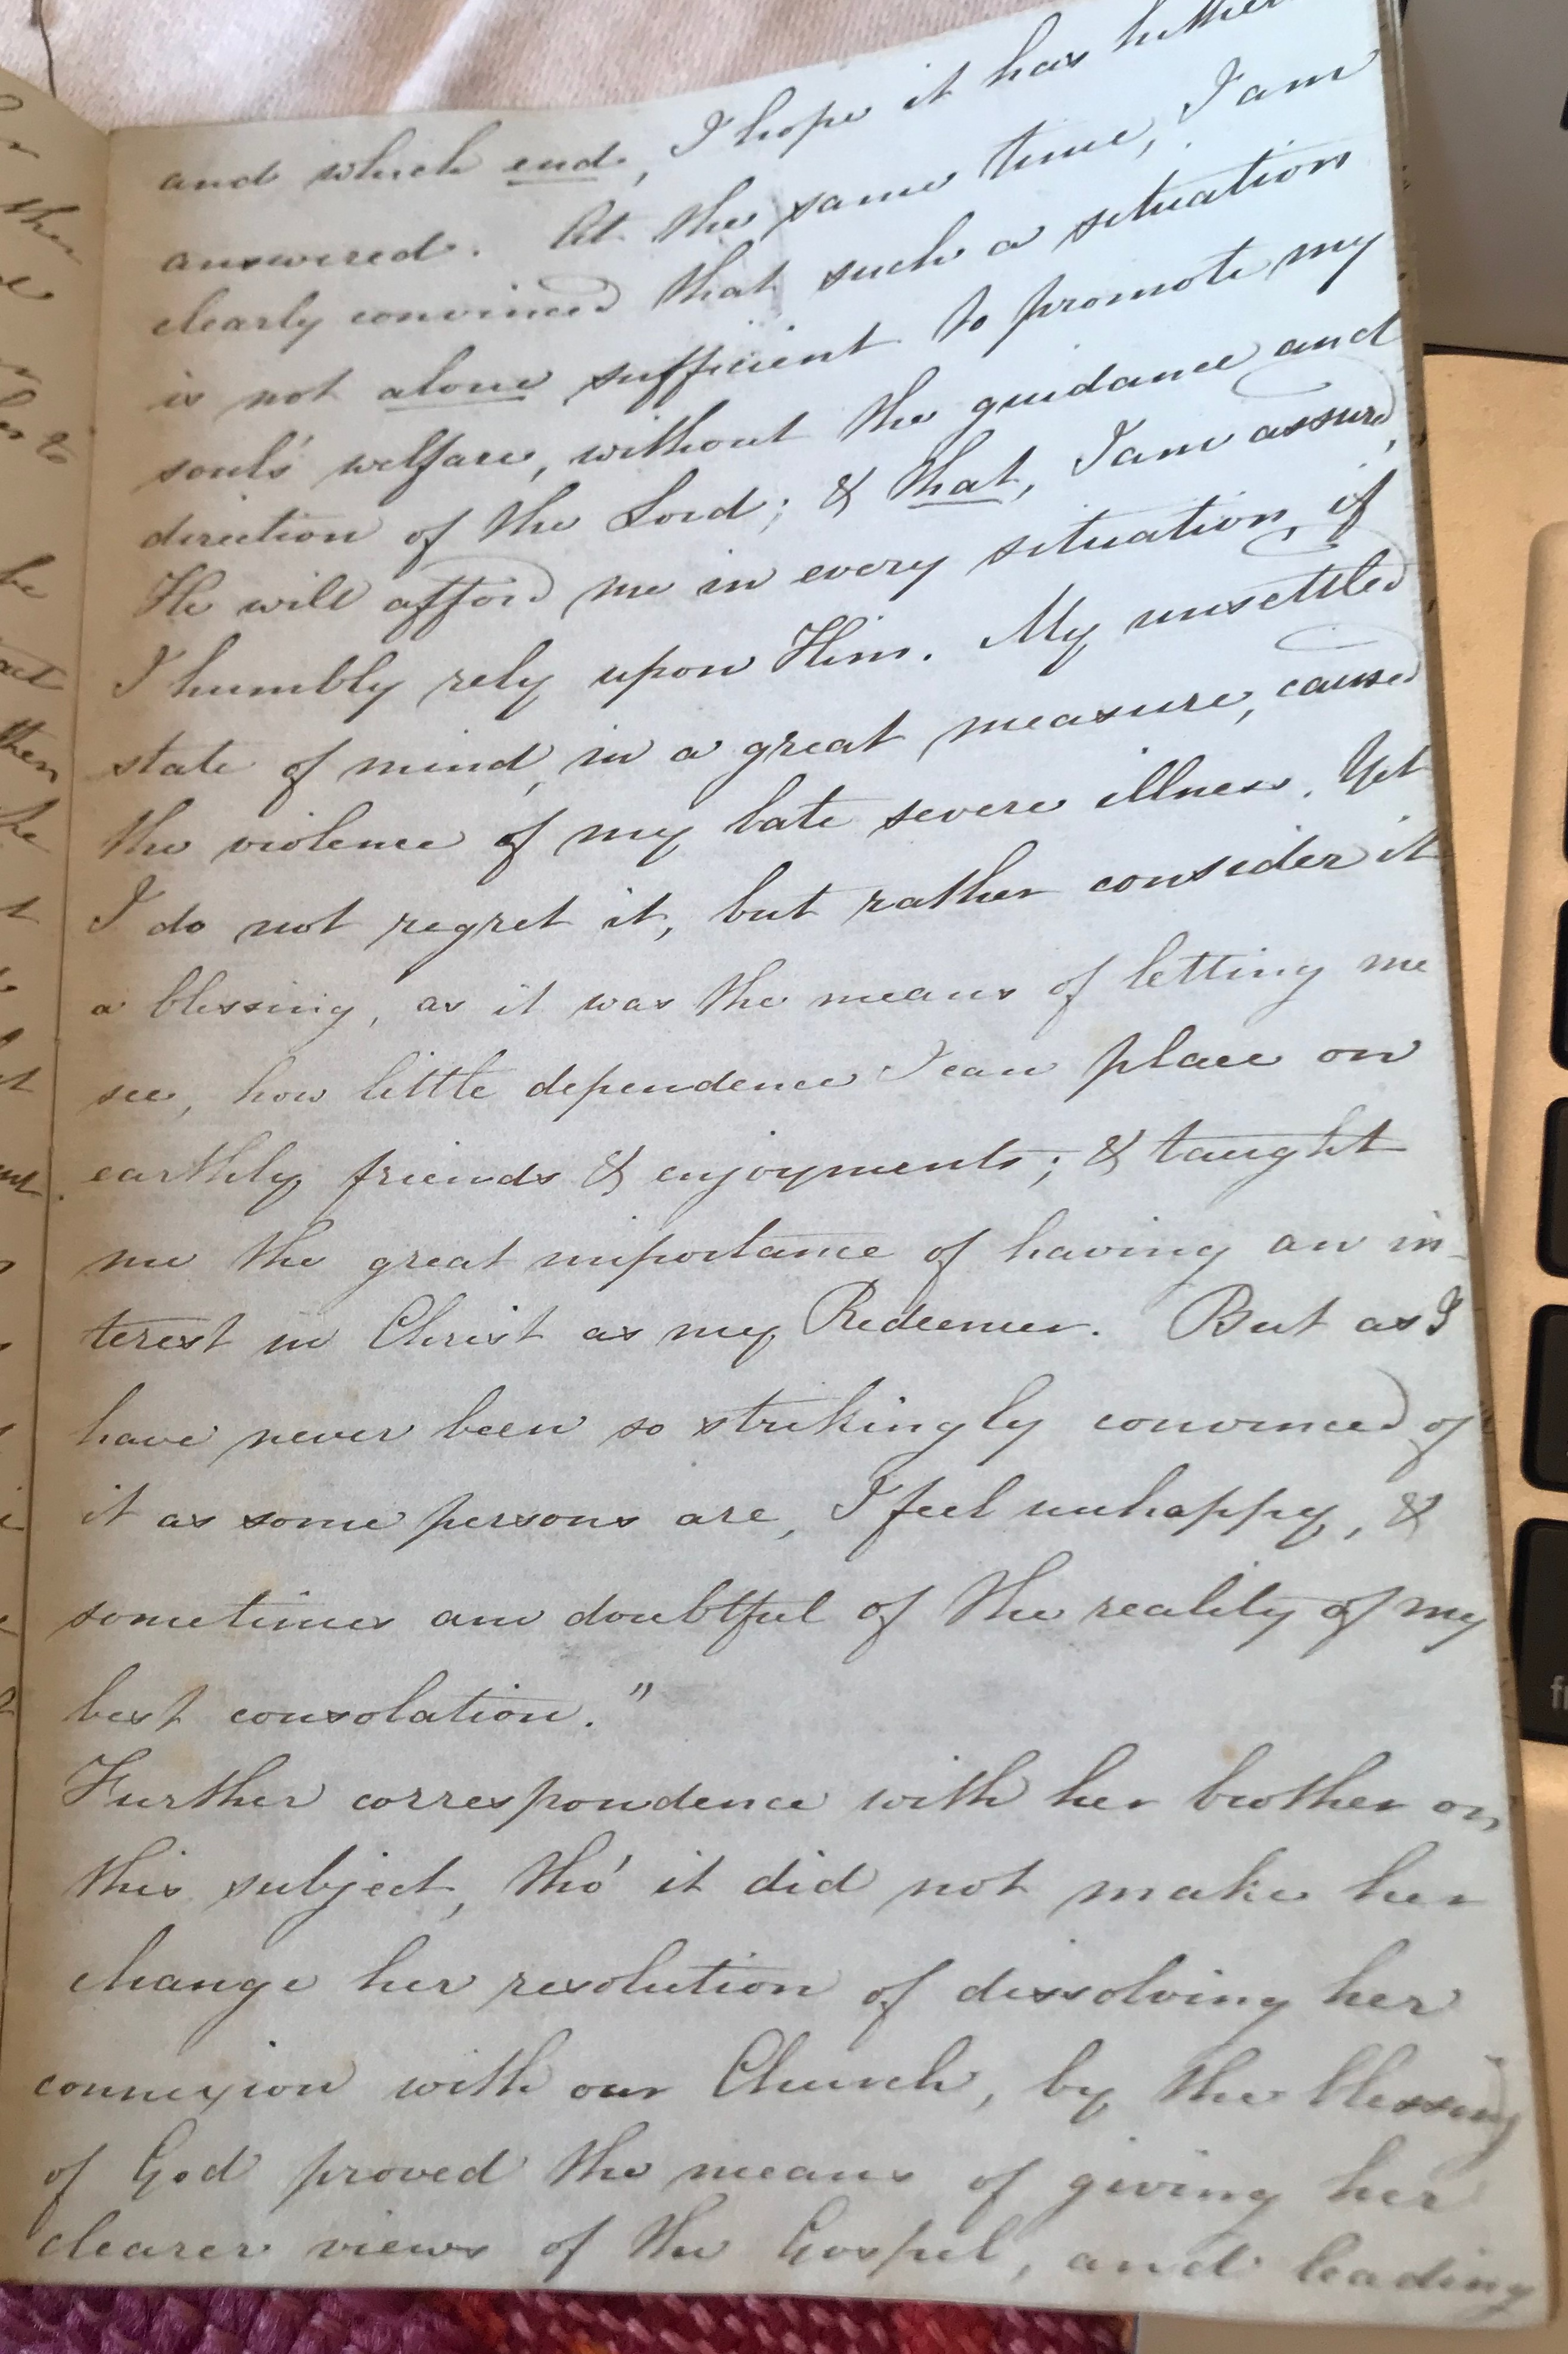 and which end, I hope it has
answered. At the same time, I am
clearly convinced that such a situation
is not alone sufficient to promote my
soul's welfare, without the guidance and
direction of the Lord; & that, I am assured,
He will afford me in every situation, if
I humbly rely upon Him. My unsettled
state of mind, in a great measure, caused
the violence of my late severe illness. Yet
I do not regret it, but rather consider it
a blessing, as it was the means of letting me
see, how little dependence I can place on
earthly friends & enjoyments; & taught
me the great importance of having an in-
terest in Christ as my Redeemer. But as I
have never been so strikingly convinced of
it as some persons are, I feel unhappy, &
sometimes am doubtful of the reality of my
best consolation."
Further correspondence with her brother on
this subject, tho' it did not make her
change her resolution of dissolving her
connexion with our Church, by the blessing
of God proved the means of giving her
clearer views of the Gospel, and leading